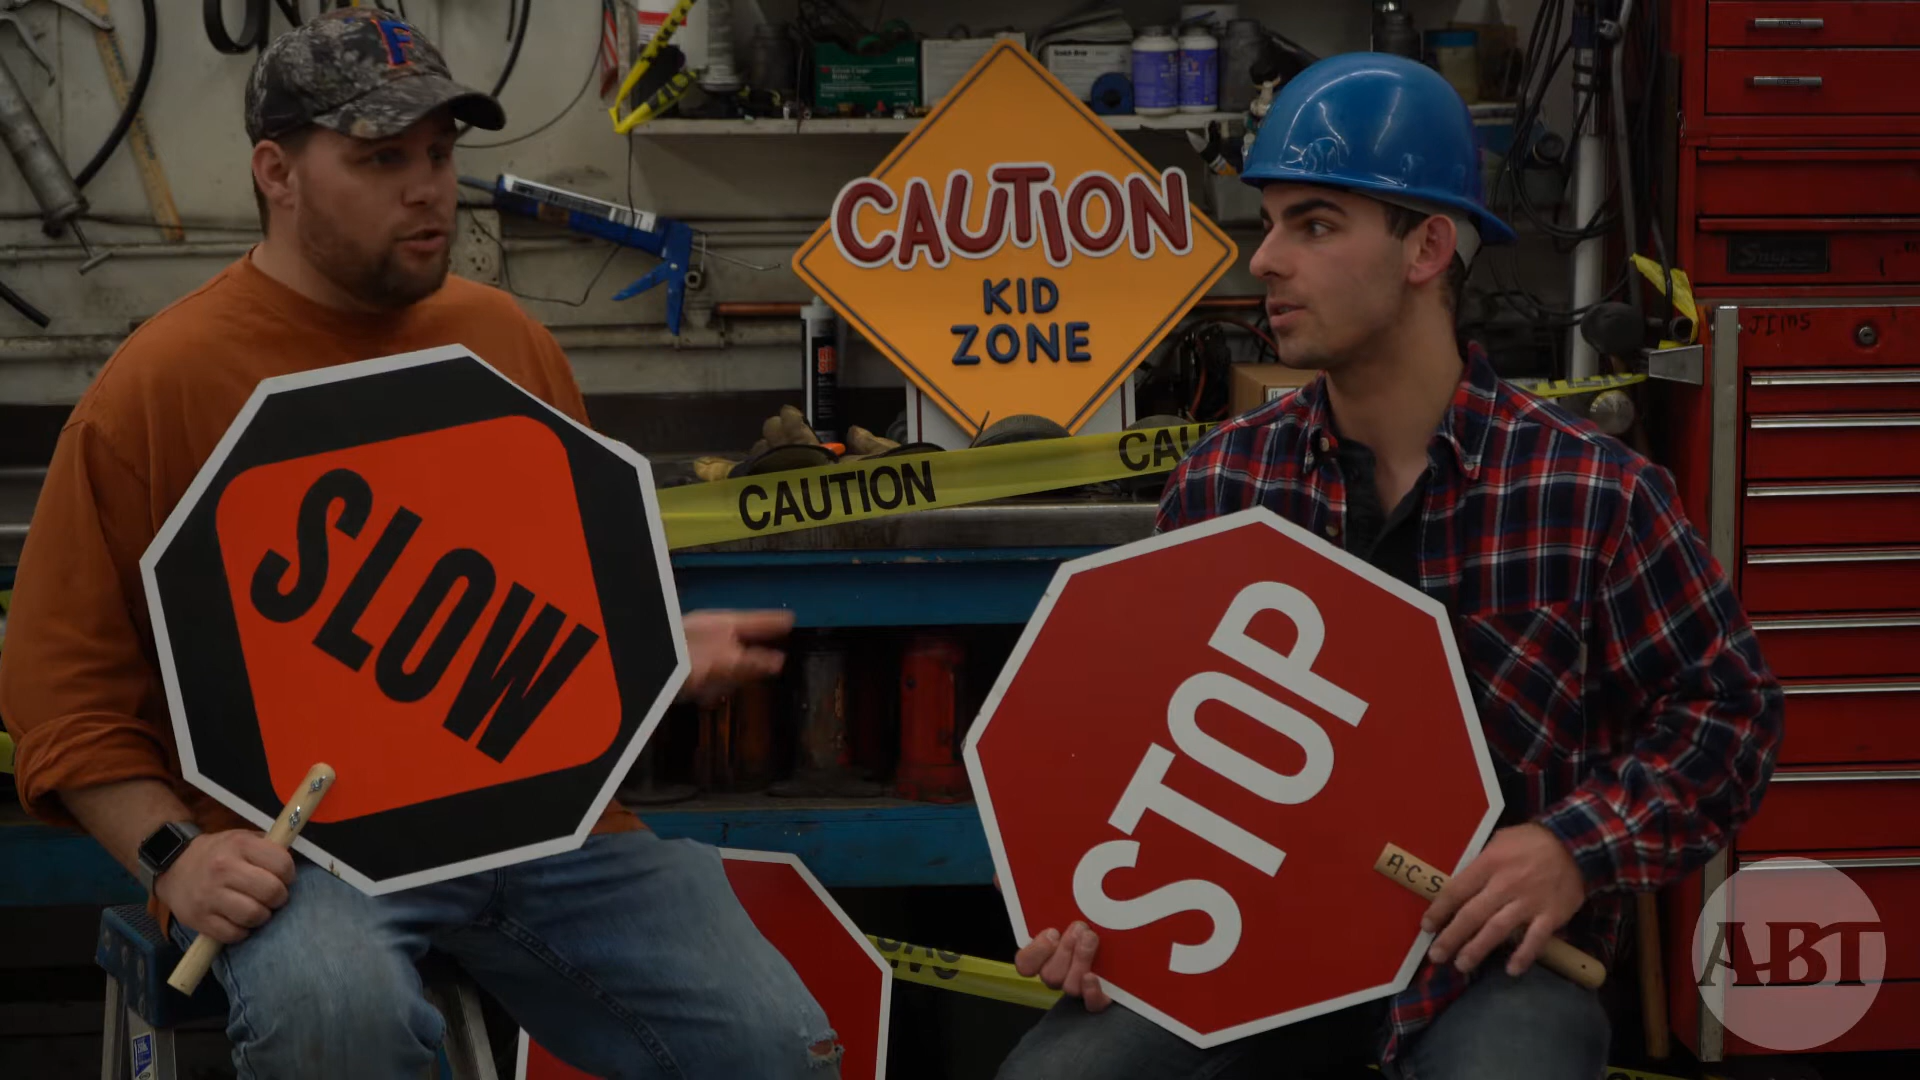 F
CAUTION
KID
ZONE
JIMS
CAUTION
CAU
SLOW
STOP
A·C·S
ABT